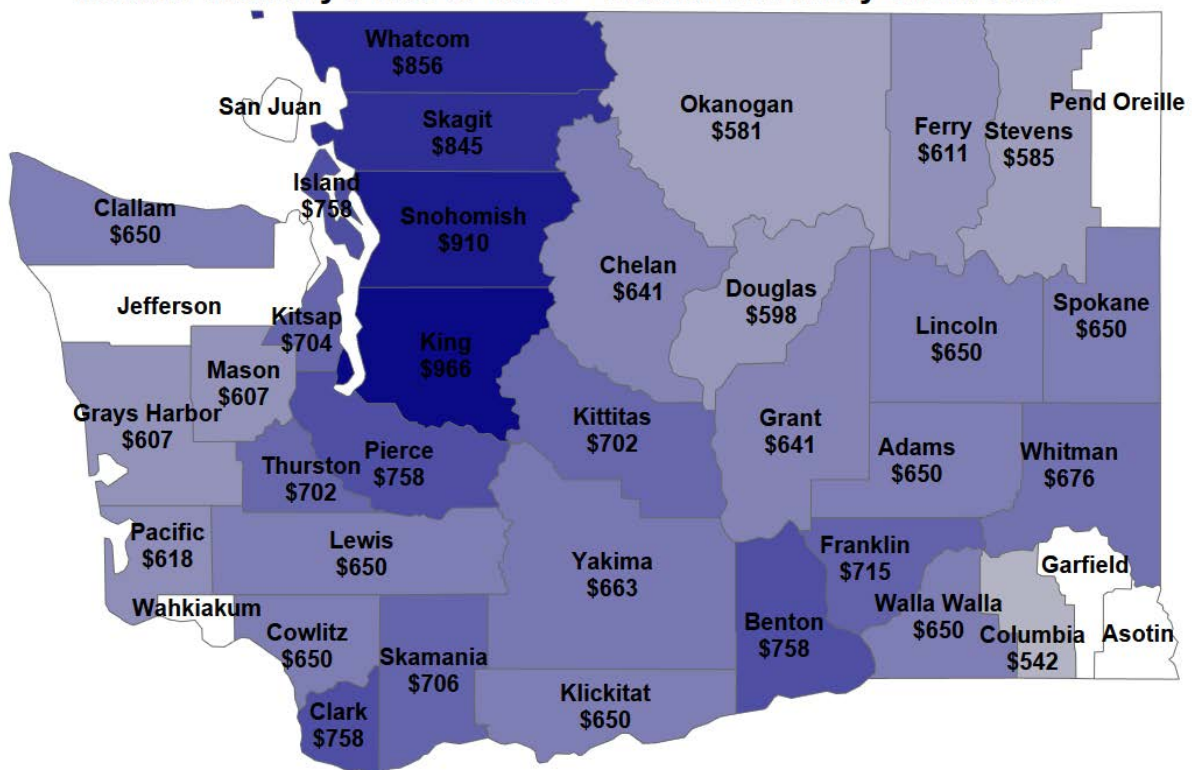 Whatcom
$856
San Juan
Skagit
$845
Okanogan
$581
Ferry
$611
Stevens
$585
Pend Oreille
Island
$758
Clallam
$650
Snohomish
$910
Chelan
$641
Douglas
$598
Jefferson
Kitsap
$704
King
$966
Lincoln
$650
Spokane
$650
Mason
$607
Grays Harbor
$607
Kittitas
$702
Grant
$641
Adams
$650
Whitman
$676
Thurston
$702
Pierce
$758
Pacific
$618
Lewis
$650
Yakima
$663
Franklin
$715
Garfield
Wahkiakum
Cowlitz
$650
Skamania
$706
Benton
$758
Walla Walla
$650
Columbia
$542
Asotin
Clark
$758
Klickitat
$650